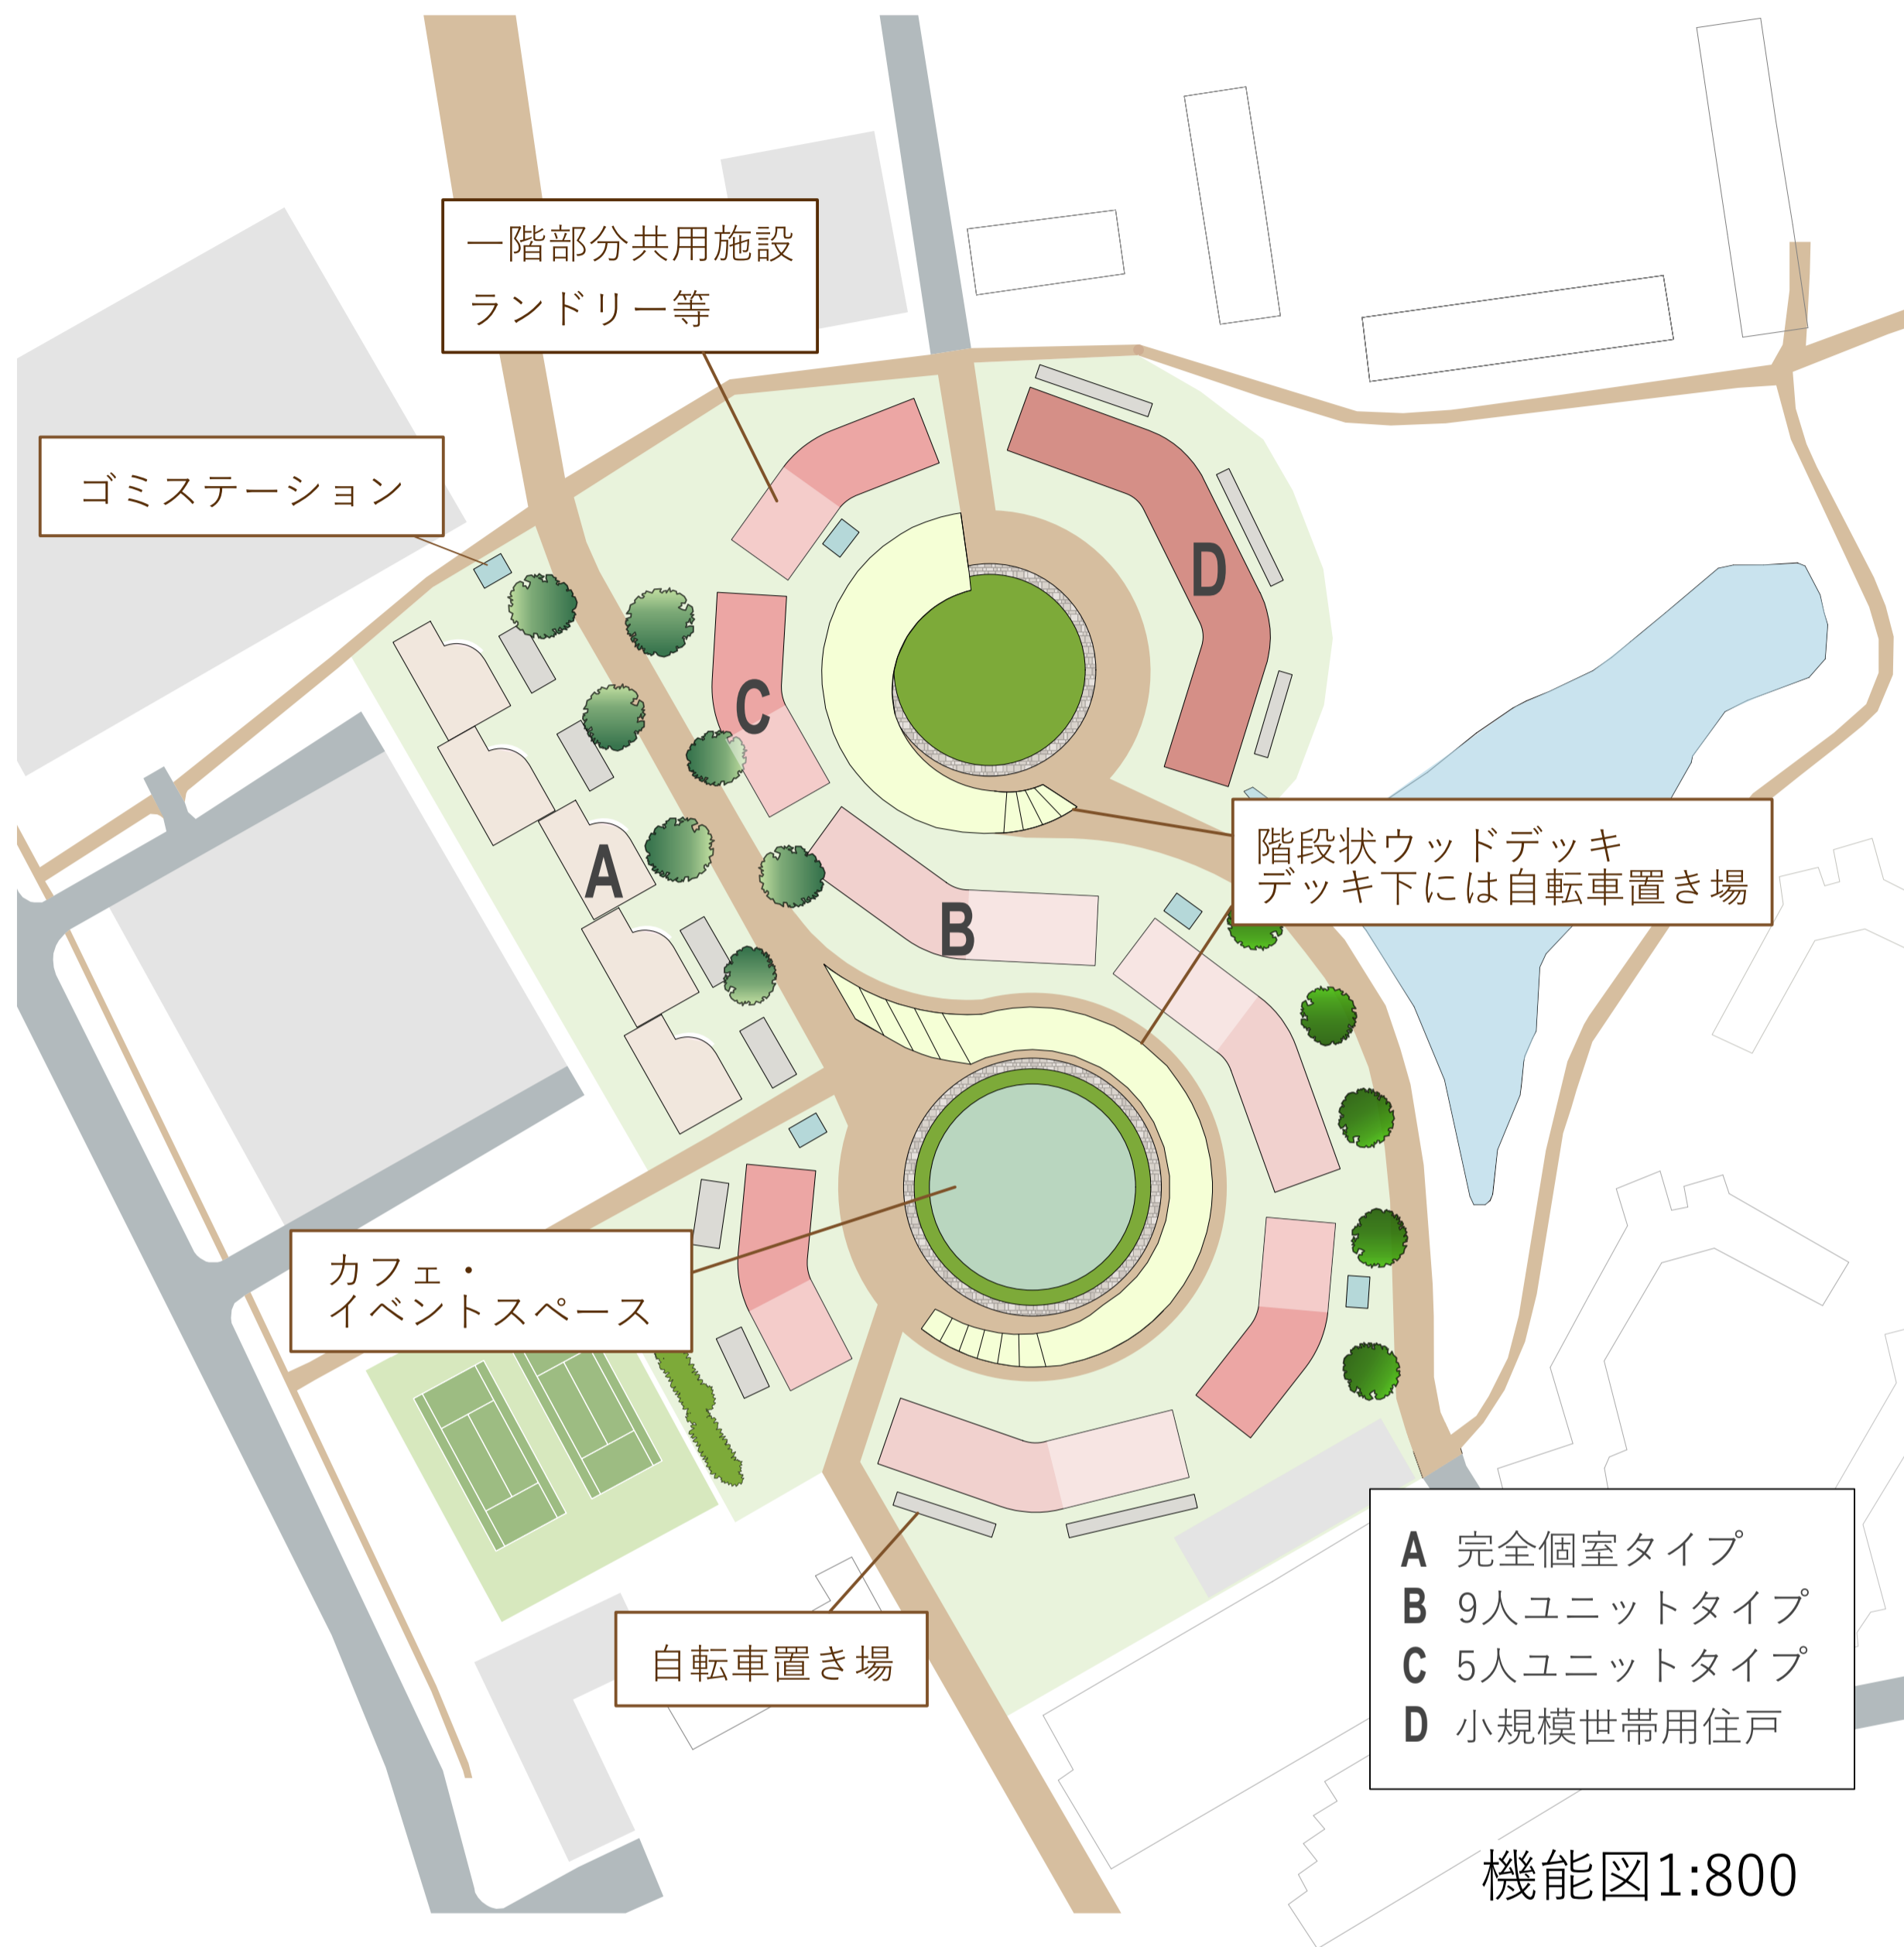 一階部分共用施設
ランドリー等
ゴミステーション
D
C
階段状ウッドデッキ
デッキ下には自転車置き場
A
B
カフェ・
イベントスペース
自転車置き場
A 完全個室タイプ
B 9人ユニットタイプ
C 5人ユニットタイプ
D 小規模世帯用住戸
機能図1:800